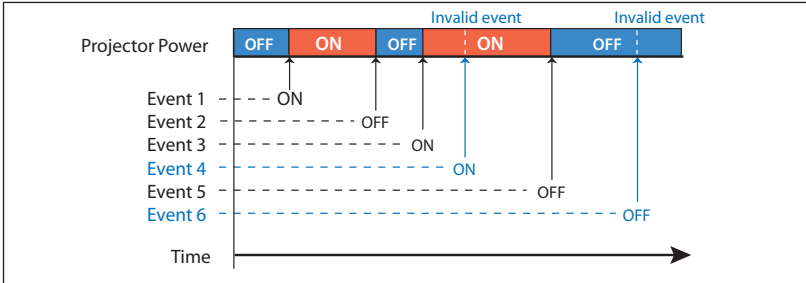 Invalid event Invalid event
Projector Power OFF ON OFF ON OFF
Event 1 ON
Event 2 OFF
Event 3 ON
Event 4 ON
Event 5 OFF
Event 6 OFF
Time